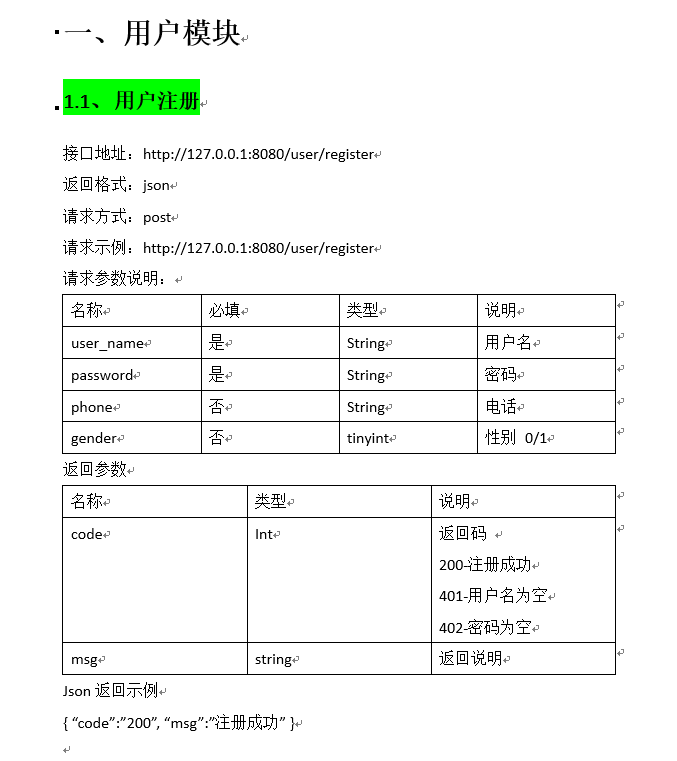 一、用户模块
1.1、用户注册
接口地址：http://127.0.0.1:8080/user/register
返回格式：json
请求方式：post
请求示例：http://127.0.0.1:8080/user/register
请求参数说明：
名称 必填 类型 说明
user_name 是 String 用户名
password 是 String 密码
phone 否 String 电话
gender 否 tinyint 性别 0/1
返回参数
名称 类型 说明
code Int 返回码
200-注册成功
401-用户名为空
402-密码为空
msg string 返回说明
Json 返回示例
{ “code”:”200”, “msg”:”注册成功” }